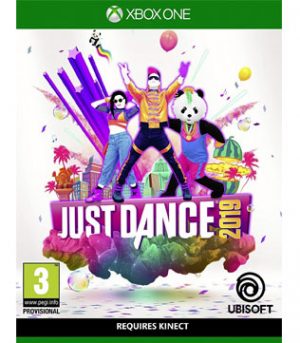 XBOX ONE
JUST DANCE
2019
3
www.pegi.info
PROVISIONAL
UBISOFT
REQUIRES KINECT